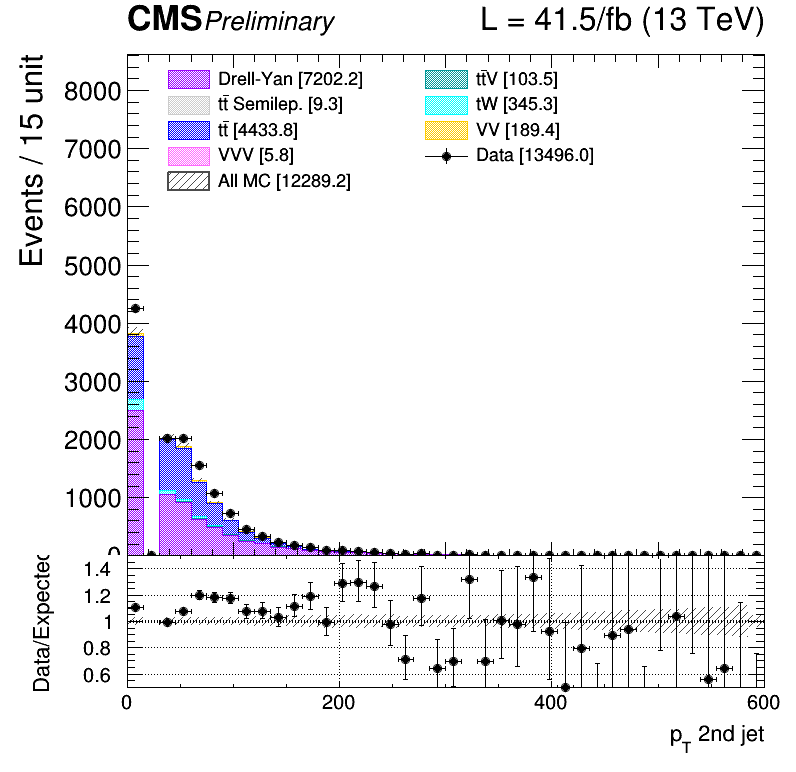 CMS Preliminary L = 41.5/fb (13 TeV)
Events / 15 unit
8000
7000
6000
5000
4000
3000
2000
1000
0
Drell-Yan [7202.2]
tt̄ Semilep. [9.3]
tt̄ [4433.8]
VVV [5.8]
All MC [12289.2]
tt̄V [103.5]
tW [345.3]
VV [189.4]
Data [13496.0]
Data/Expected
1.4
1.2
1
0.8
0.6
0 200 400 600
p_T 2nd jet